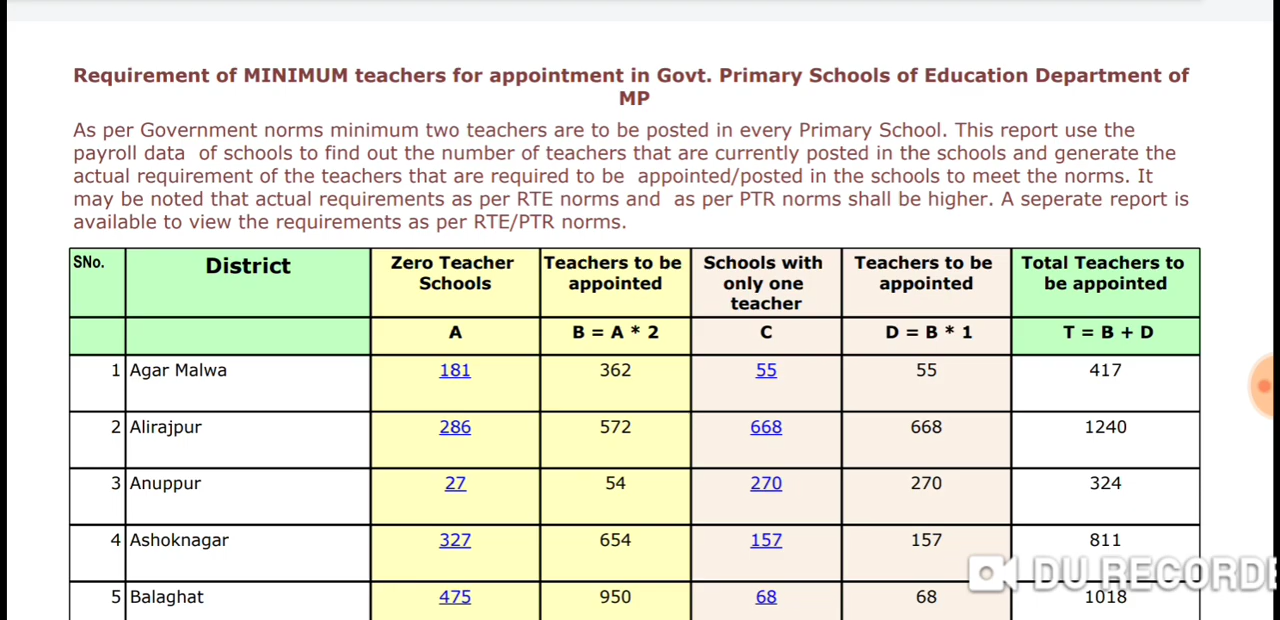 Requirement of MINIMUM teachers for appointment in Govt. Primary Schools of Education Department of
MP
As per Government norms minimum two teachers are to be posted in every Primary School. This report use the
payroll data of schools to find out the number of teachers that are currently posted in the schools and generate the
actual requirement of the teachers that are required to be appointed/posted in the schools to meet the norms. It
may be noted that actual requirements as per RTE norms and as per PTR norms shall be higher. A seperate report is
available to view the requirements as per RTE/PTR norms.
SNo. District Zero Teacher Schools Teachers to be appointed Schools with only one teacher Teachers to be appointed Total Teachers to be appointed
A B = A * 2 C D = B * 1 T = B + D
1 Agar Malwa 181 362 55 55 417
2 Alirajpur 286 572 668 668 1240
3 Anuppur 27 54 270 270 324
4 Ashoknagar 327 654 157 157 811
5 Balaghat 475 950 68 68 1018
DU RECORDE